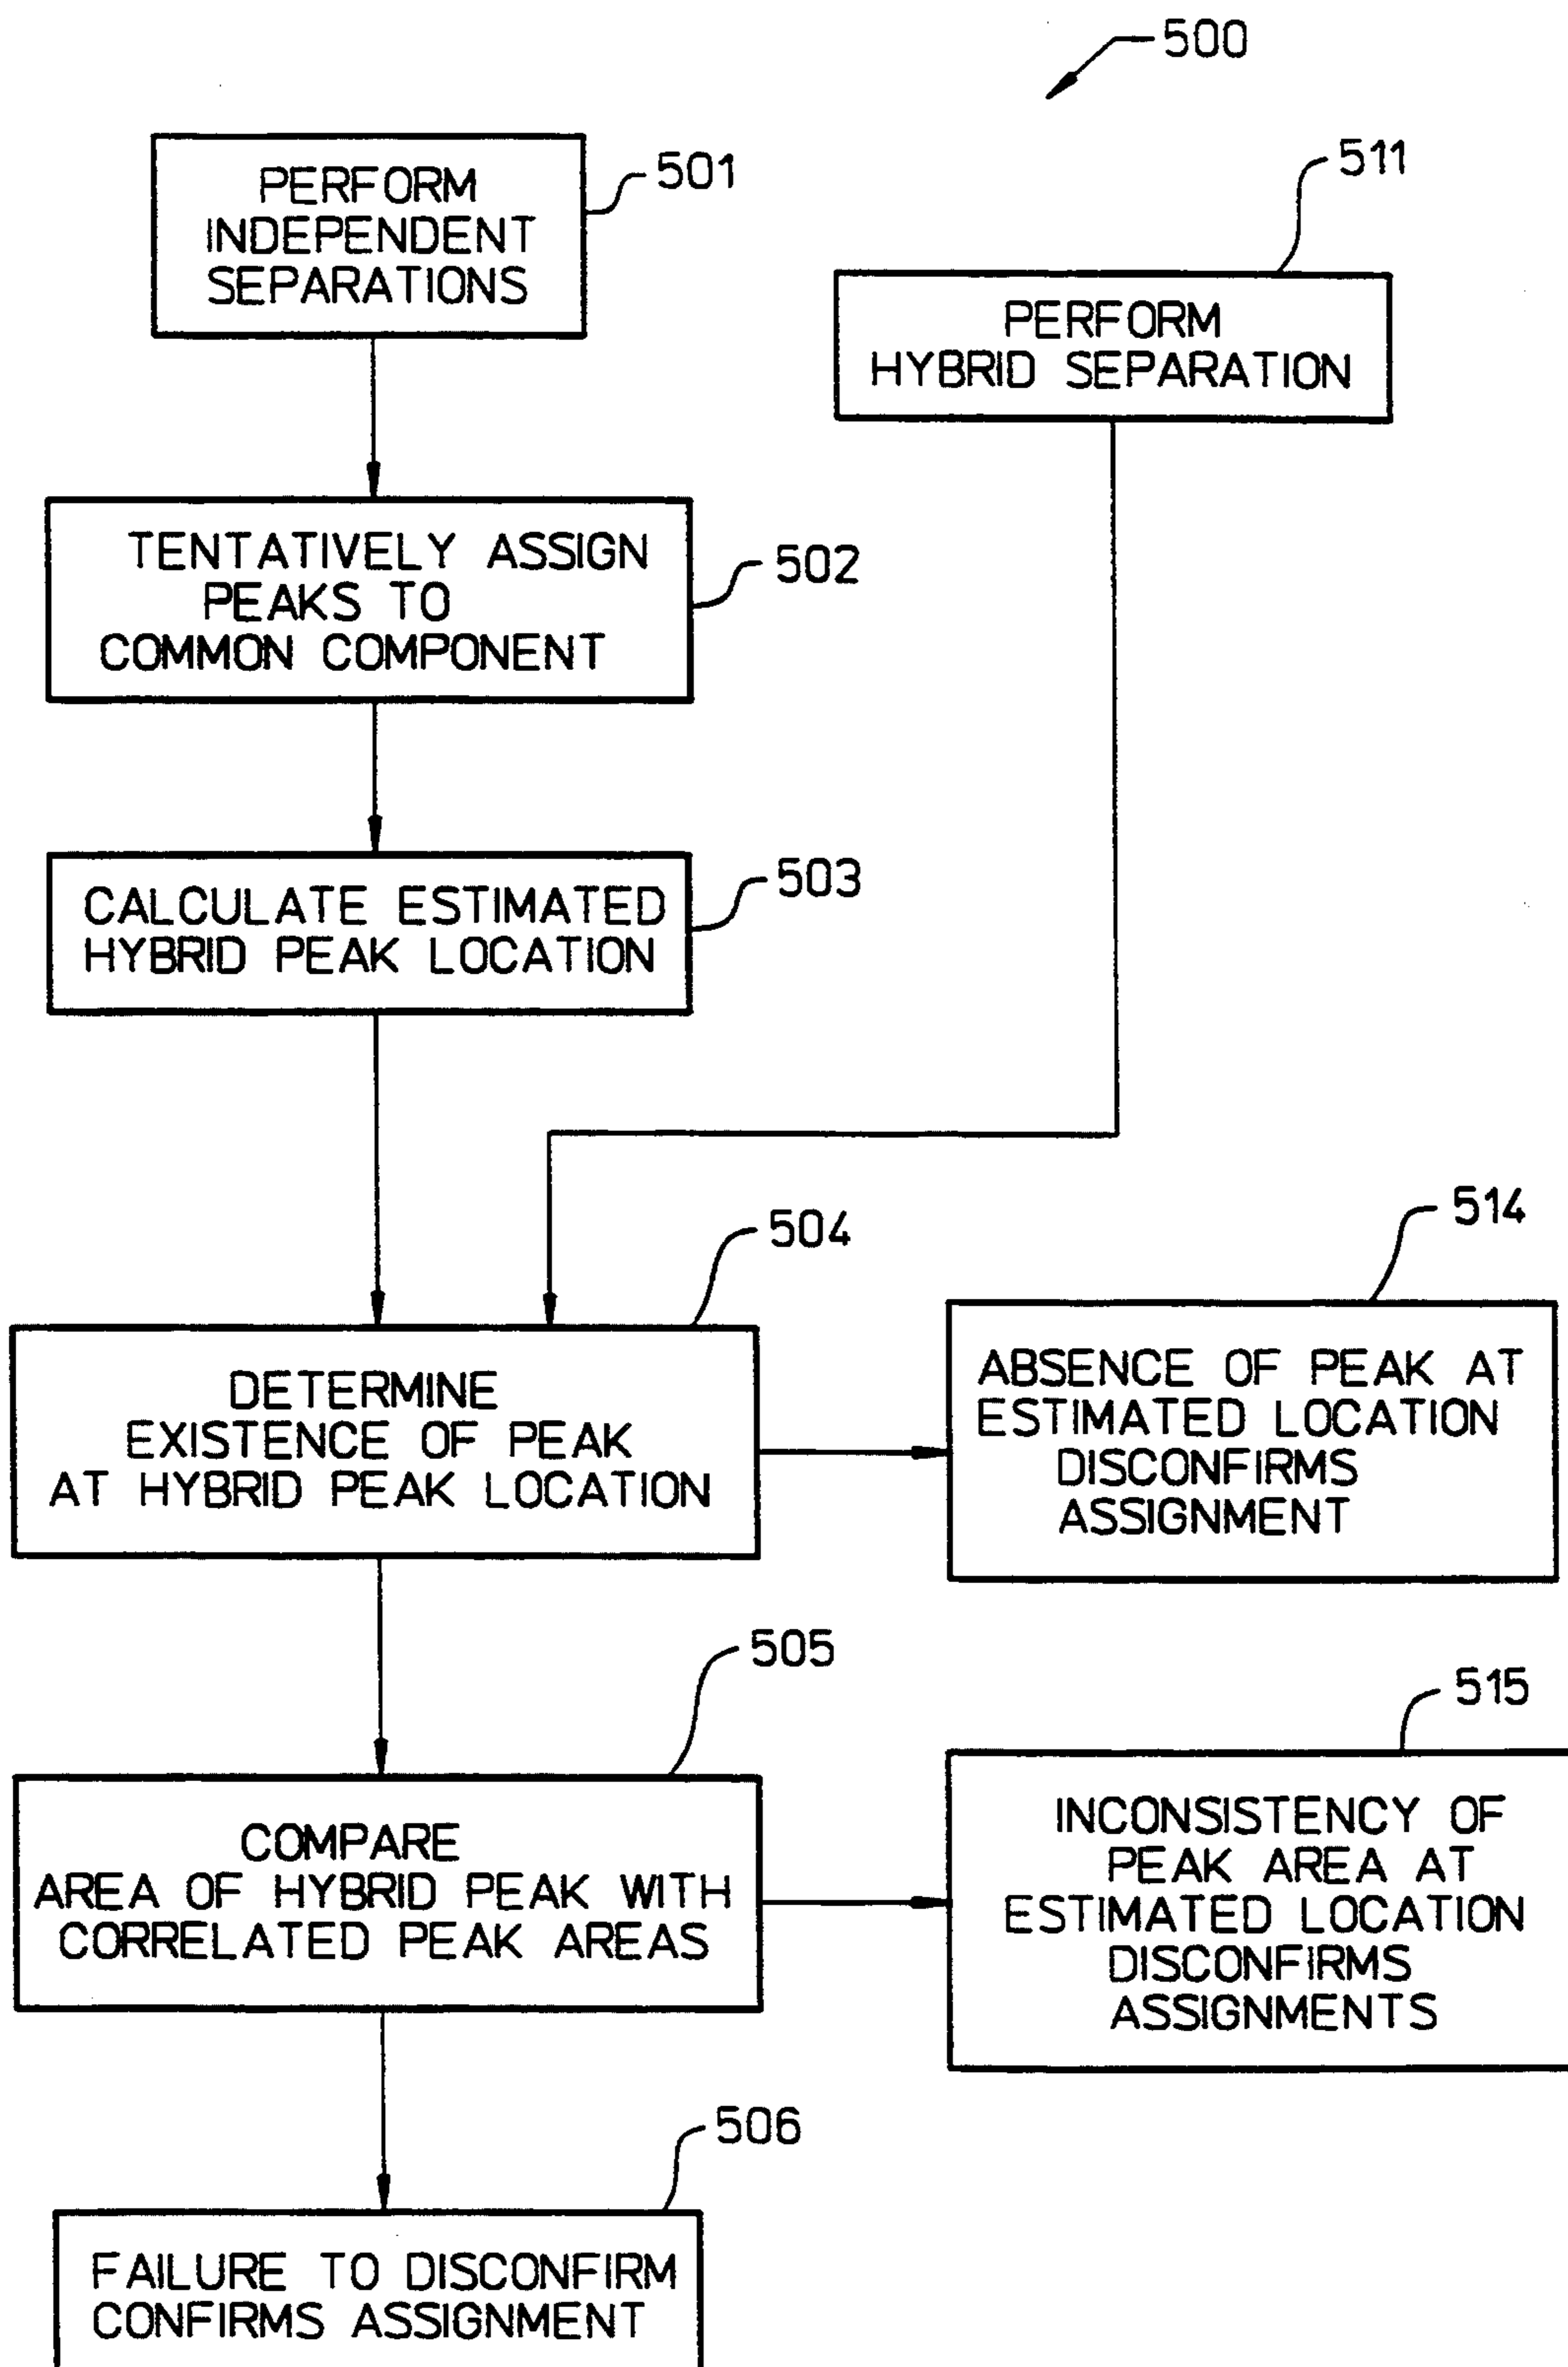 500
PERFORM
INDEPENDENT
SEPARATIONS
501
511
PERFORM
HYBRID SEPARATION
TENTATIVELY ASSIGN
PEAKS TO
COMMON COMPONENT
502
CALCULATE ESTIMATED
HYBRID PEAK LOCATION
503
504
DETERMINE
EXISTENCE OF PEAK
AT HYBRID PEAK LOCATION
514
ABSENCE OF PEAK AT
ESTIMATED LOCATION
DISCONFIRMS
ASSIGNMENT
505
COMPARE
AREA OF HYBRID PEAK WITH
CORRELATED PEAK AREAS
515
INCONSISTENCY OF
PEAK AREA AT
ESTIMATED LOCATION
DISCONFIRMS
ASSIGNMENTS
506
FAILURE TO DISCONFIRM
CONFIRMS ASSIGNMENT